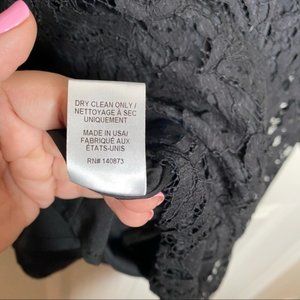 DRY CLEAN ONLY /
NETTOYAGE À SEC
UNIQUEMENT
MADE IN USA/
FABRIQUÉ AUX
ÉTATS-UNIS
RN# 140873